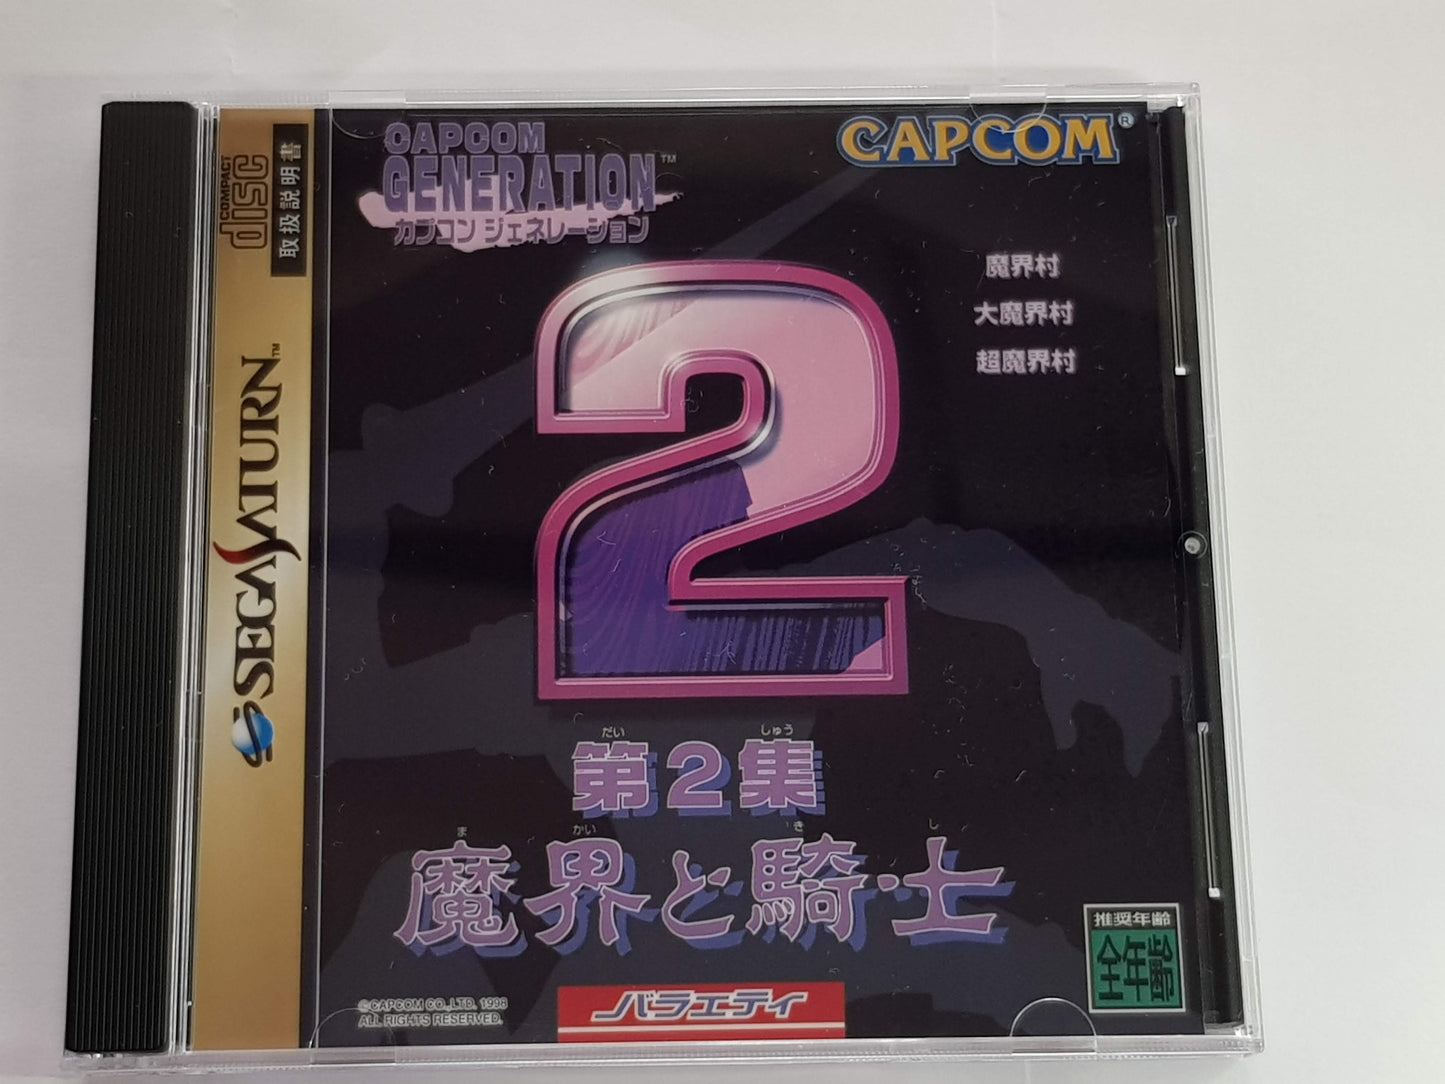 COMPACT
disc
取扱説明書
SEGA SATURN™
CAPCOM
GENERATION™
カプコン ジェネレーション
CAPCOM®
魔界村
大魔界村
超魔界村
2
だい しゅう
第2集
ま かい き し
魔界と騎士
推奨年齢
全年齢
バラエティ
©CAPCOM CO.,LTD. 1998
ALL RIGHTS RESERVED.